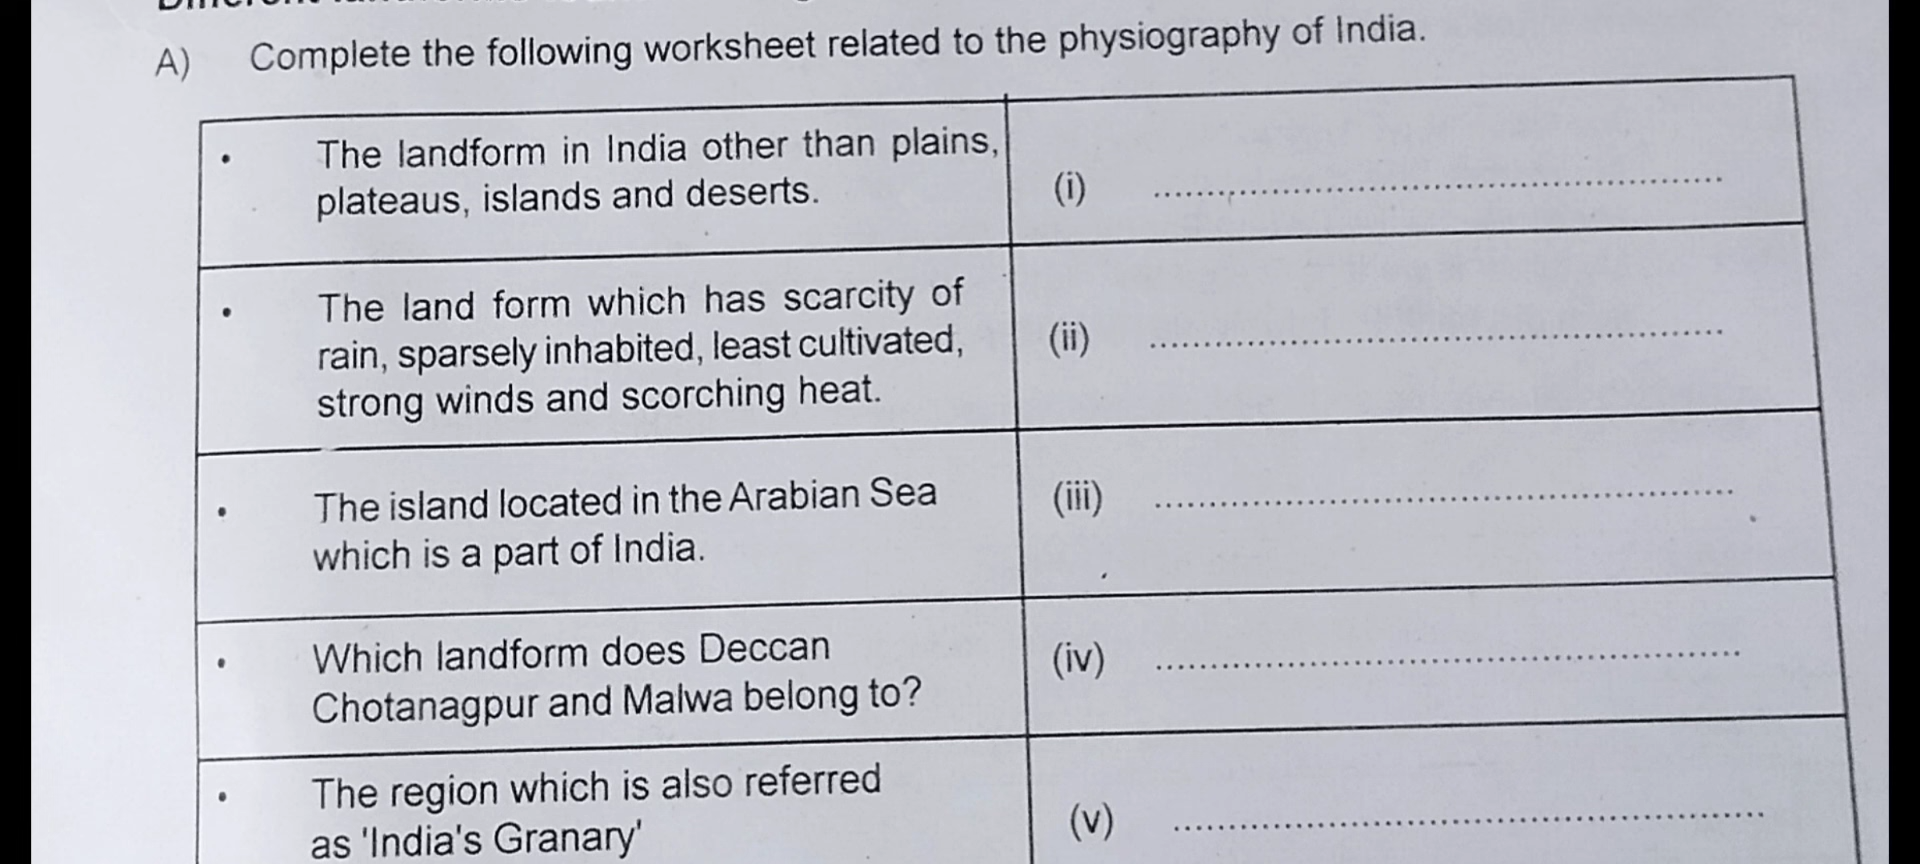 A) Complete the following worksheet related to the physiography of India.
• The landform in India other than plains,
plateaus, islands and deserts.
(i) ..........................................................
• The land form which has scarcity of
rain, sparsely inhabited, least cultivated,
strong winds and scorching heat.
(ii) ..........................................................
• The island located in the Arabian Sea
which is a part of India.
(iii) ..........................................................
• Which landform does Deccan
Chotanagpur and Malwa belong to?
(iv) ..........................................................
• The region which is also referred
as 'India's Granary'
(v) ..........................................................